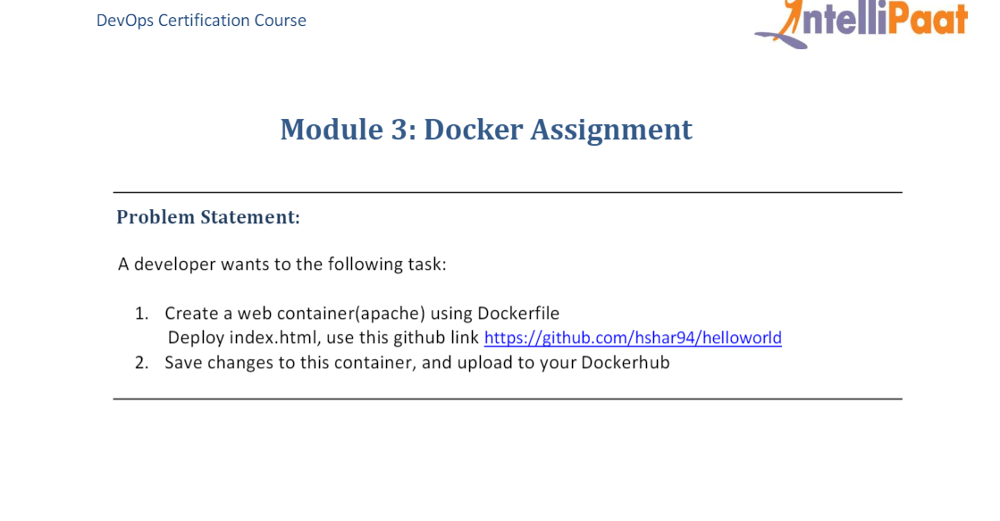 DevOps Certification Course
IntelliPaat
Module 3: Docker Assignment
Problem Statement:
A developer wants to the following task:
1. Create a web container(apache) using Dockerfile
Deploy index.html, use this github link https://github.com/hshar94/helloworld
2. Save changes to this container, and upload to your Dockerhub